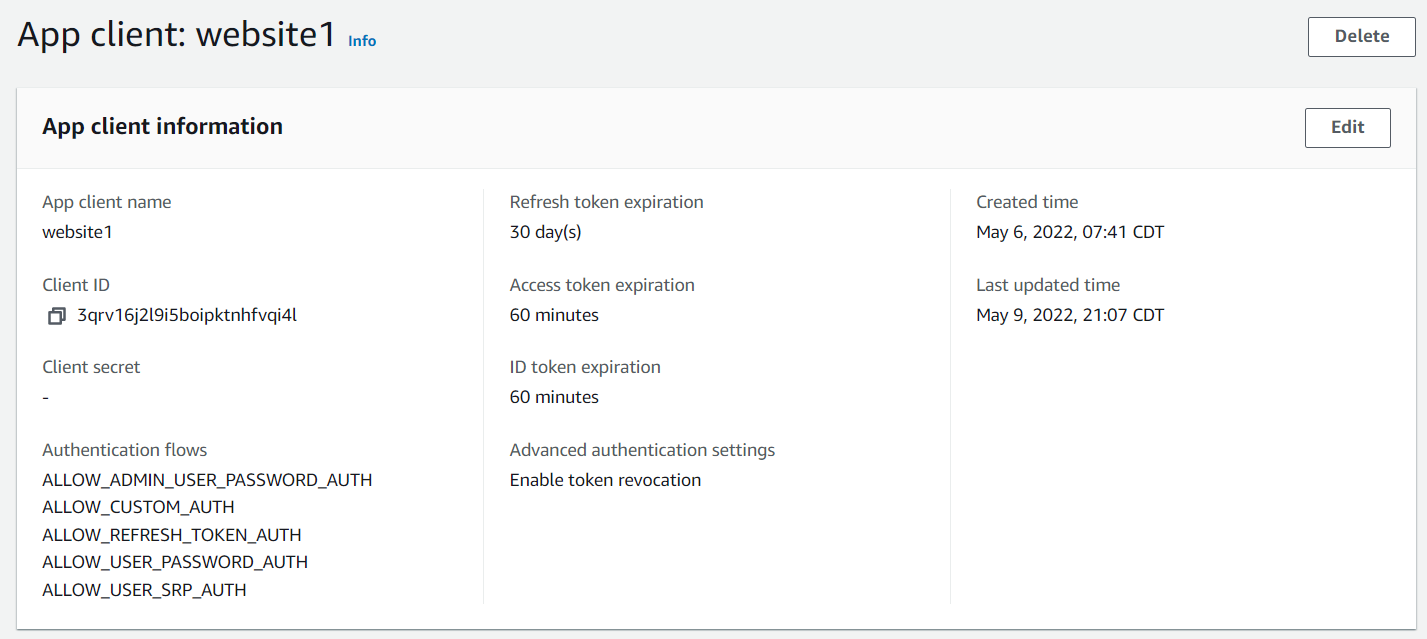 App client: website1 Info
Delete
App client information
Edit
App client name
website1
Client ID
3qrv16j2l9i5boipktnhfvqi4l
Client secret
-
Authentication flows
ALLOW_ADMIN_USER_PASSWORD_AUTH
ALLOW_CUSTOM_AUTH
ALLOW_REFRESH_TOKEN_AUTH
ALLOW_USER_PASSWORD_AUTH
ALLOW_USER_SRP_AUTH
Refresh token expiration
30 day(s)
Access token expiration
60 minutes
ID token expiration
60 minutes
Advanced authentication settings
Enable token revocation
Created time
May 6, 2022, 07:41 CDT
Last updated time
May 9, 2022, 21:07 CDT